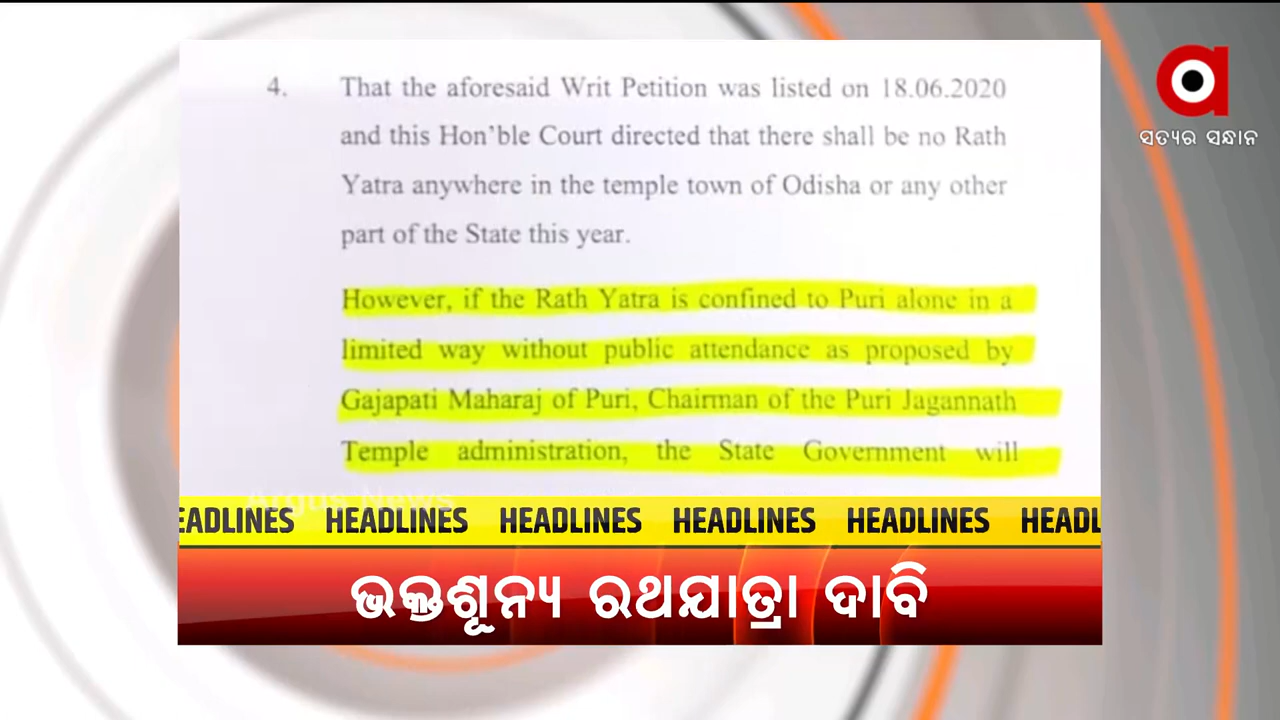 4. That the aforesaid Writ Petition was listed on 18.06.2020
and this Hon'ble Court directed that there shall be no Rath
Yatra anywhere in the temple town of Odisha or any other
part of the State this year.
However, if the Rath Yatra is confined to Puri alone in a
limited way without public attendance as proposed by
Gajapati Maharaj of Puri, Chairman of the Puri Jagannath
Temple administration, the State Government will
ସତ୍ୟର ସନ୍ଧାନ
Argus News
EADLINES HEADLINES HEADLINES HEADLINES HEADLINES HEADL
ଭକ୍ତଶୂନ୍ୟ ରଥଯାତ୍ରା ଦାବି